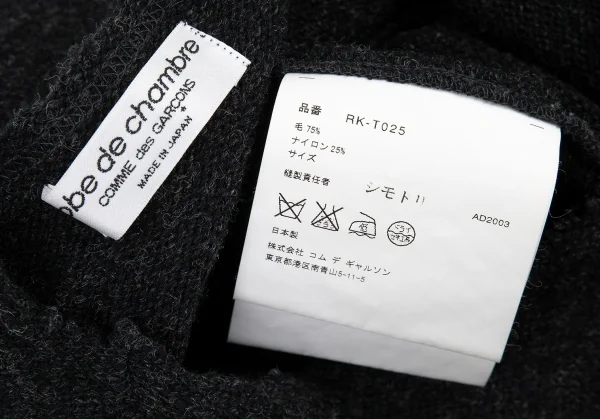 obe de chambre
COMME des GARÇONS
MADE IN JAPAN *
品番 RK-T025
毛 75%
ナイロン 25%
サイズ
縫製責任者 シモトリ
AD2003
日本製
株式会社 コム デ ギャルソン
東京都港区南青山5-11-5